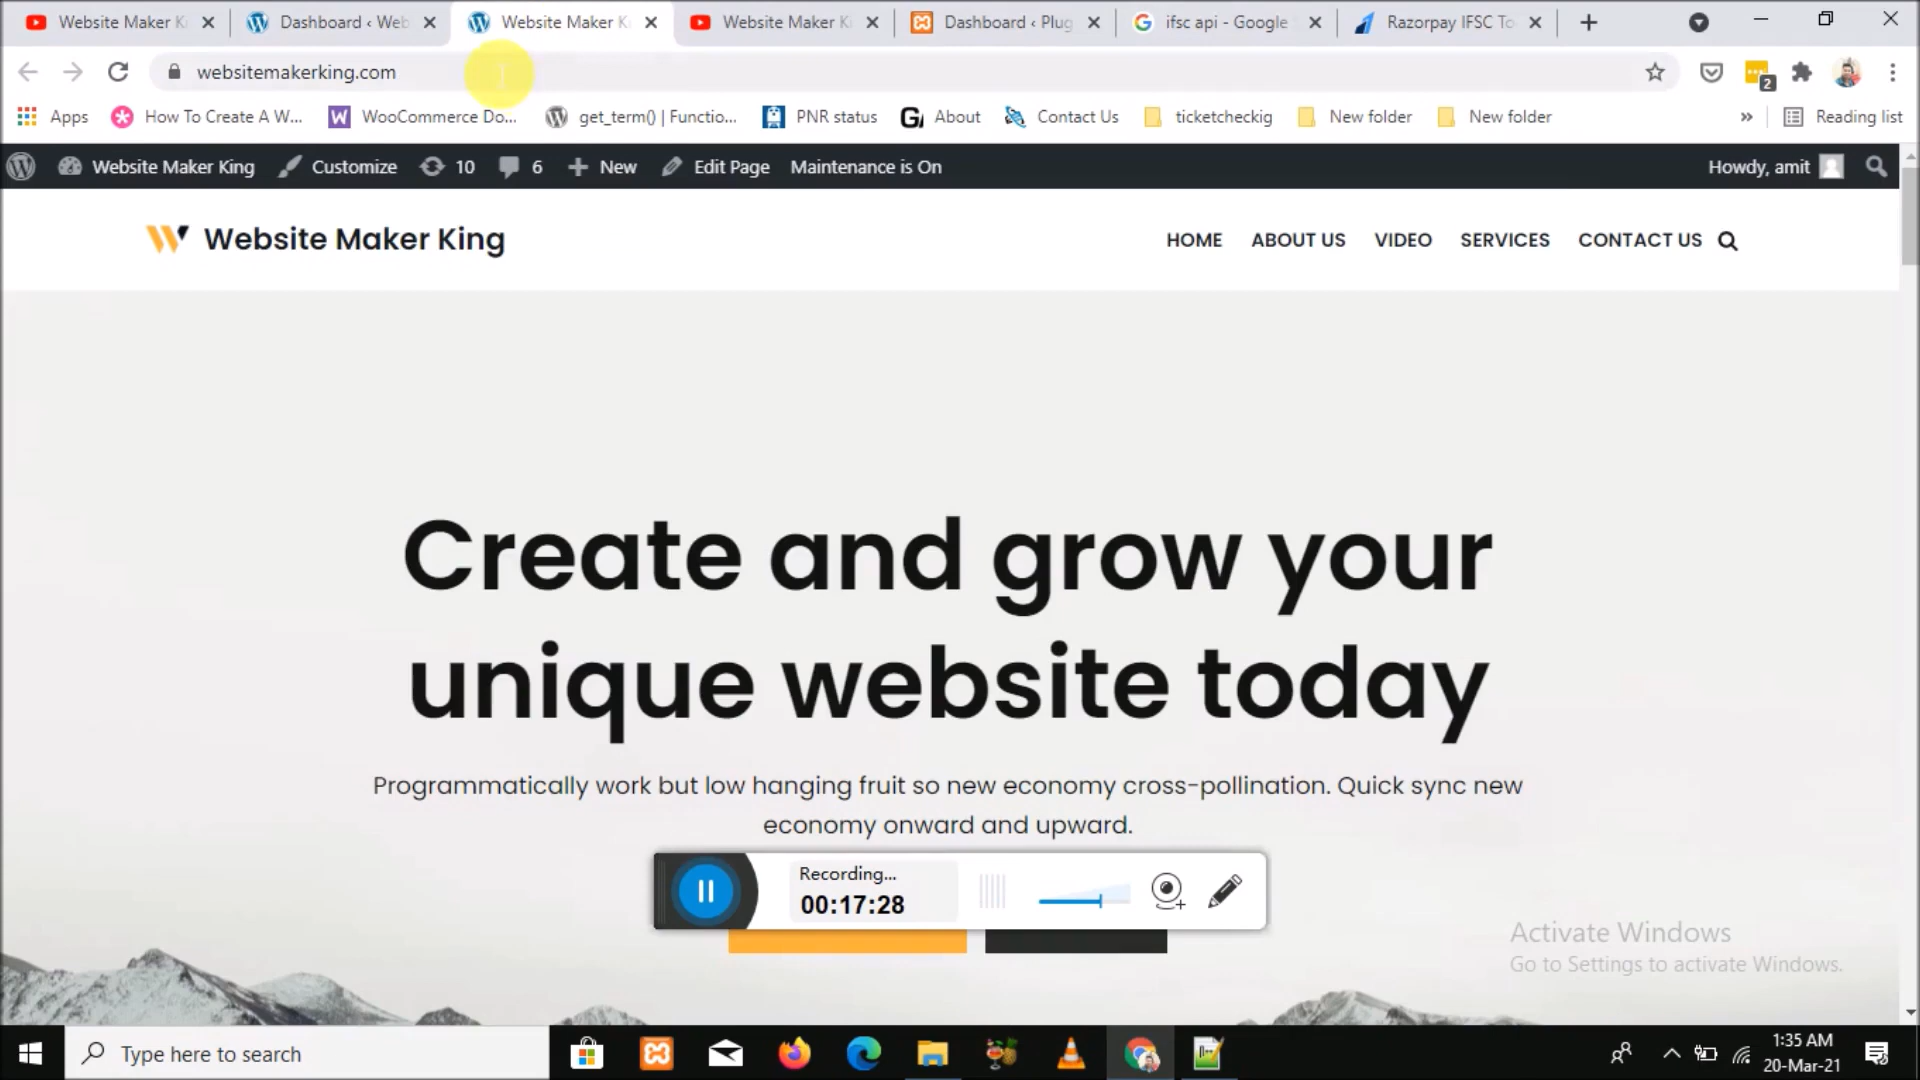 Website Maker K
Dashboard ‹ Web
Website Maker K
Website Maker K
Dashboard ‹ Plug
ifsc api - Google
Razorpay IFSC To
websitemakerking.com
2
Apps
How To Create A W...
WooCommerce Do...
get_term() | Functio...
PNR status
About
Contact Us
ticketcheckig
New folder
New folder
»
Reading list
Website Maker King
Customize
10
6
New
Edit Page
Maintenance is On
Howdy, amit
Website Maker King
HOME
ABOUT US
VIDEO
SERVICES
CONTACT US
Create and grow your
unique website today
Programmatically work but low hanging fruit so new economy cross-pollination. Quick sync new
economy onward and upward.
Recording...
00:17:28
Activate Windows
Go to Settings to activate Windows.
Type here to search
1:35 AM
20-Mar-21